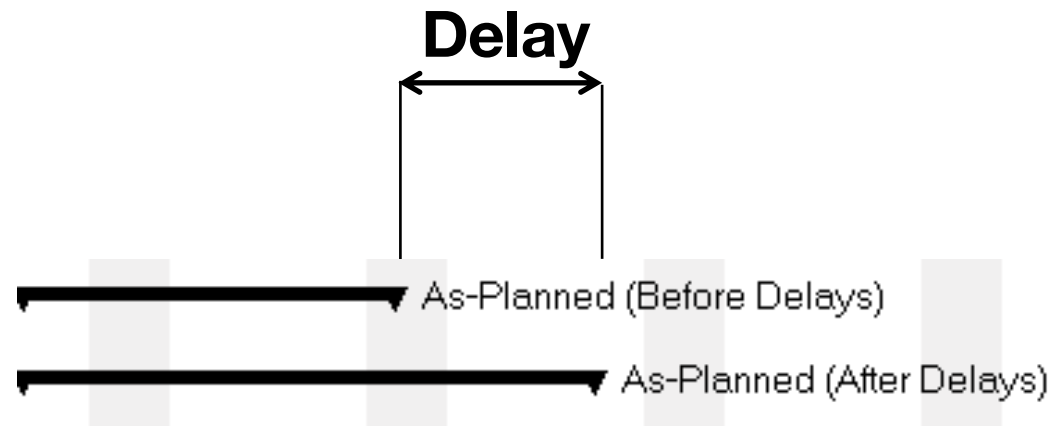 Delay
As-Planned (Before Delays)
As-Planned (After Delays)